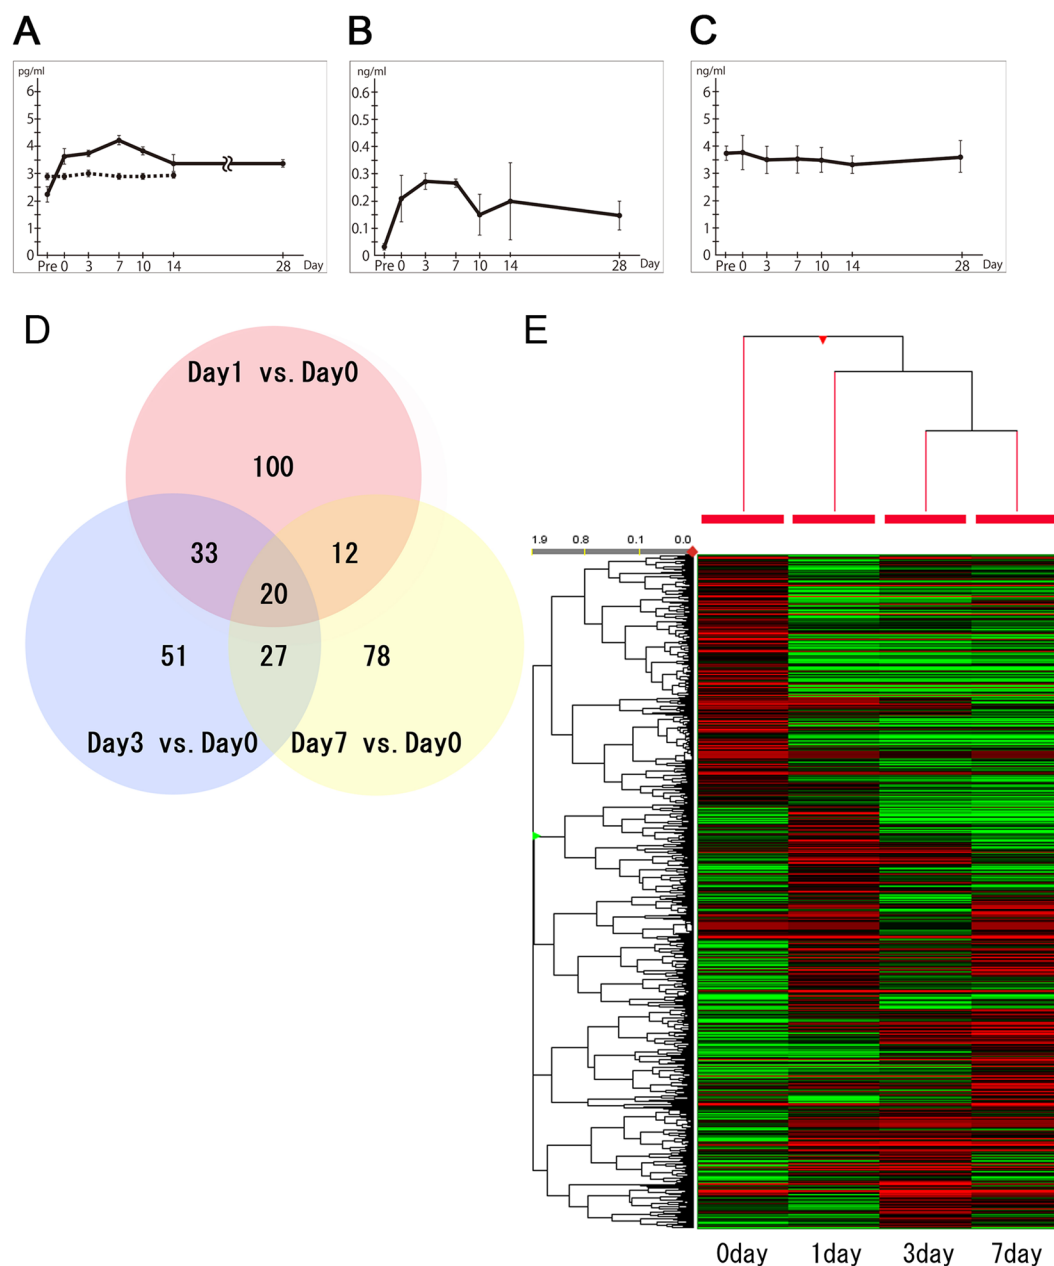 A
B
C
pg/ml
6
5
4
3
2
1
0
Pre 0 3 7 10 14 28 Day
ng/ml
0.6
0.5
0.4
0.3
0.2
0.1
0
Pre 0 3 7 10 14 28 Day
ng/ml
6
5
4
3
2
1
0
Pre 0 3 7 10 14 28 Day
D
Day1 vs.Day0
100
33
12
20
51
27
78
Day3 vs.Day0
Day7 vs.Day0
E
1.9 0.8 0.1 0.0
0day 1day 3day 7day